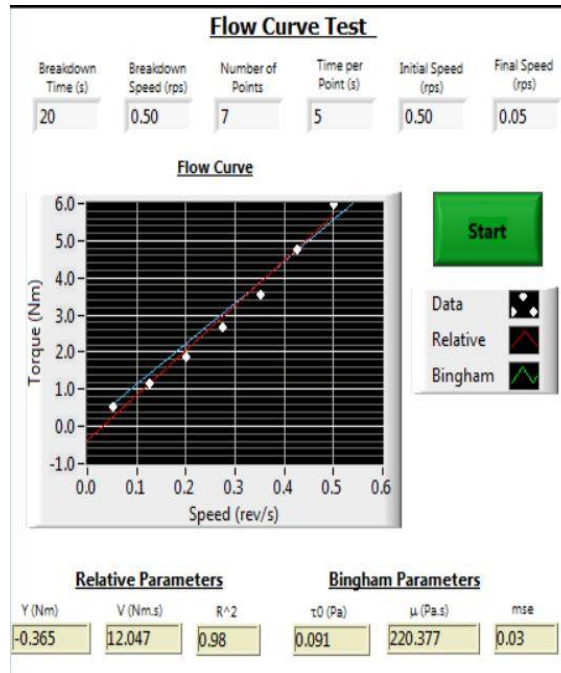 Flow Curve Test
Breakdown Time (s)
Breakdown Speed (rps)
Number of Points
Time per Point (s)
Initial Speed (rps)
Final Speed (rps)
20
0.50
7
5
0.50
0.05
Flow Curve
6.0
5.0
4.0
3.0
2.0
1.0
0.0
-1.0
Torque (Nm)
0.0 0.1 0.2 0.3 0.4 0.5 0.6
Speed (rev/s)
Start
Data
Relative
Bingham
Relative Parameters
Y (Nm) V (Nm.s) R^2
-0.365 12.047 0.98
Bingham Parameters
τ0 (Pa) μ (Pa.s) mse
0.091 220.377 0.03